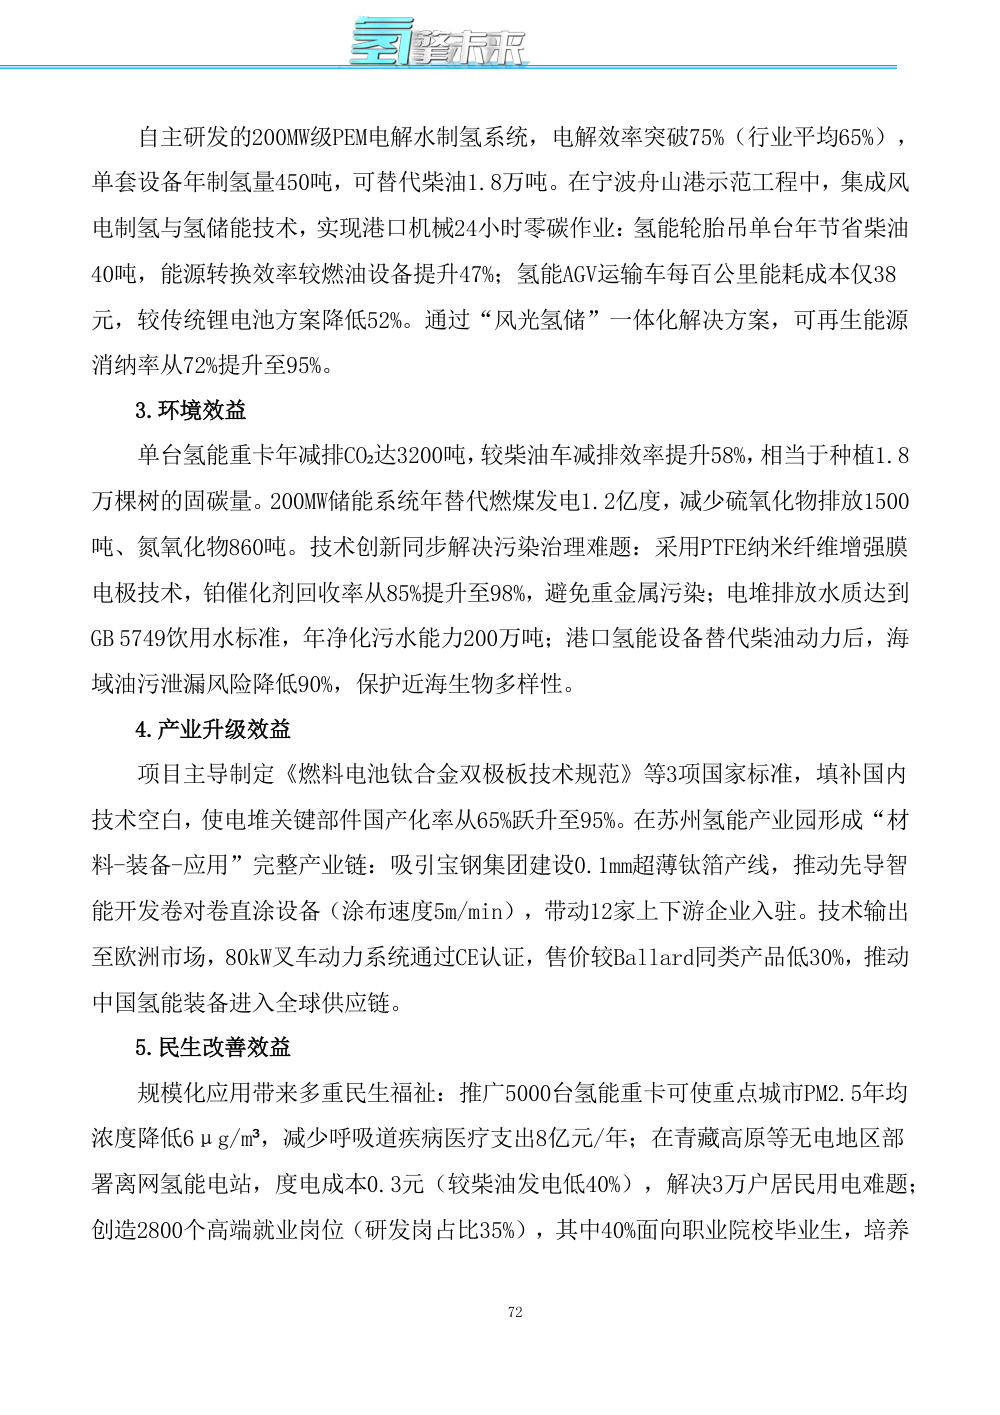 氢擎未来
自主研发的200MW级PEM电解水制氢系统，电解效率突破75%（行业平均65%），
单套设备年制氢量450吨，可替代柴油1.8万吨。在宁波舟山港示范工程中，集成风
电制氢与氢储能技术，实现港口机械24小时零碳作业：氢能轮胎吊单台年节省柴油
40吨，能源转换效率较燃油设备提升47%；氢能AGV运输车每百公里能耗成本仅38
元，较传统锂电池方案降低52%。通过“风光氢储”一体化解决方案，可再生能源
消纳率从72%提升至95%。
3.环境效益
单台氢能重卡年减排CO₂达3200吨，较柴油车减排效率提升58%，相当于种植1.8
万棵树的固碳量。200MW储能系统年替代燃煤发电1.2亿度，减少硫氧化物排放1500
吨、氮氧化物860吨。技术创新同步解决污染治理难题：采用PTFE纳米纤维增强膜
电极技术，铂催化剂回收率从85%提升至98%，避免重金属污染；电堆排放水质达到
GB 5749饮用水标准，年净化污水能力200万吨；港口氢能设备替代柴油动力后，海
域油污泄漏风险降低90%，保护近海生物多样性。
4.产业升级效益
项目主导制定《燃料电池钛合金双极板技术规范》等3项国家标准，填补国内
技术空白，使电堆关键部件国产化率从65%跃升至95%。在苏州氢能产业园形成“材
料-装备-应用”完整产业链：吸引宝钢集团建设0.1mm超薄钛箔产线，推动先导智
能开发卷对卷直涂设备（涂布速度5m/min），带动12家上下游企业入驻。技术输出
至欧洲市场，80kW叉车动力系统通过CE认证，售价较Ballard同类产品低30%，推动
中国氢能装备进入全球供应链。
5.民生改善效益
规模化应用带来多重民生福祉：推广5000台氢能重卡可使重点城市PM2.5年均
浓度降低6μg/m³，减少呼吸道疾病医疗支出8亿元/年；在青藏高原等无电地区部
署离网氢能电站，度电成本0.3元（较柴油发电低40%），解决3万户居民用电难题；
创造2800个高端就业岗位（研发岗占比35%），其中40%面向职业院校毕业生，培养
72